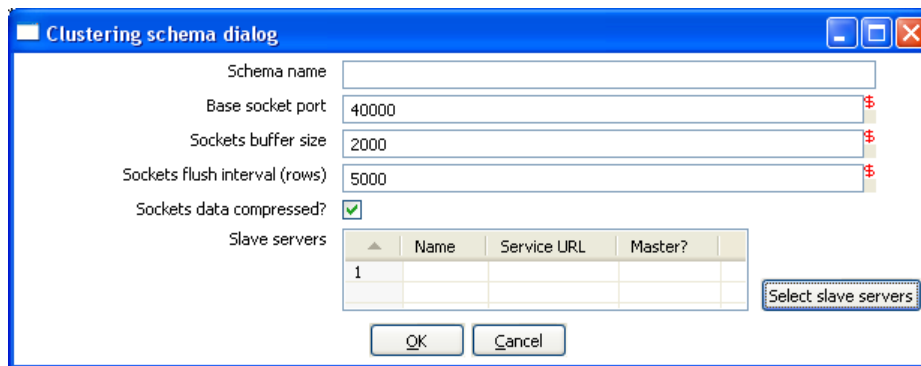 Clustering schema dialog
Schema name
Base socket port 40000 $
Sockets buffer size 2000 $
Sockets flush interval (rows) 5000 $
Sockets data compressed?
Slave servers Name Service URL Master?
1
Select slave servers
OK Cancel